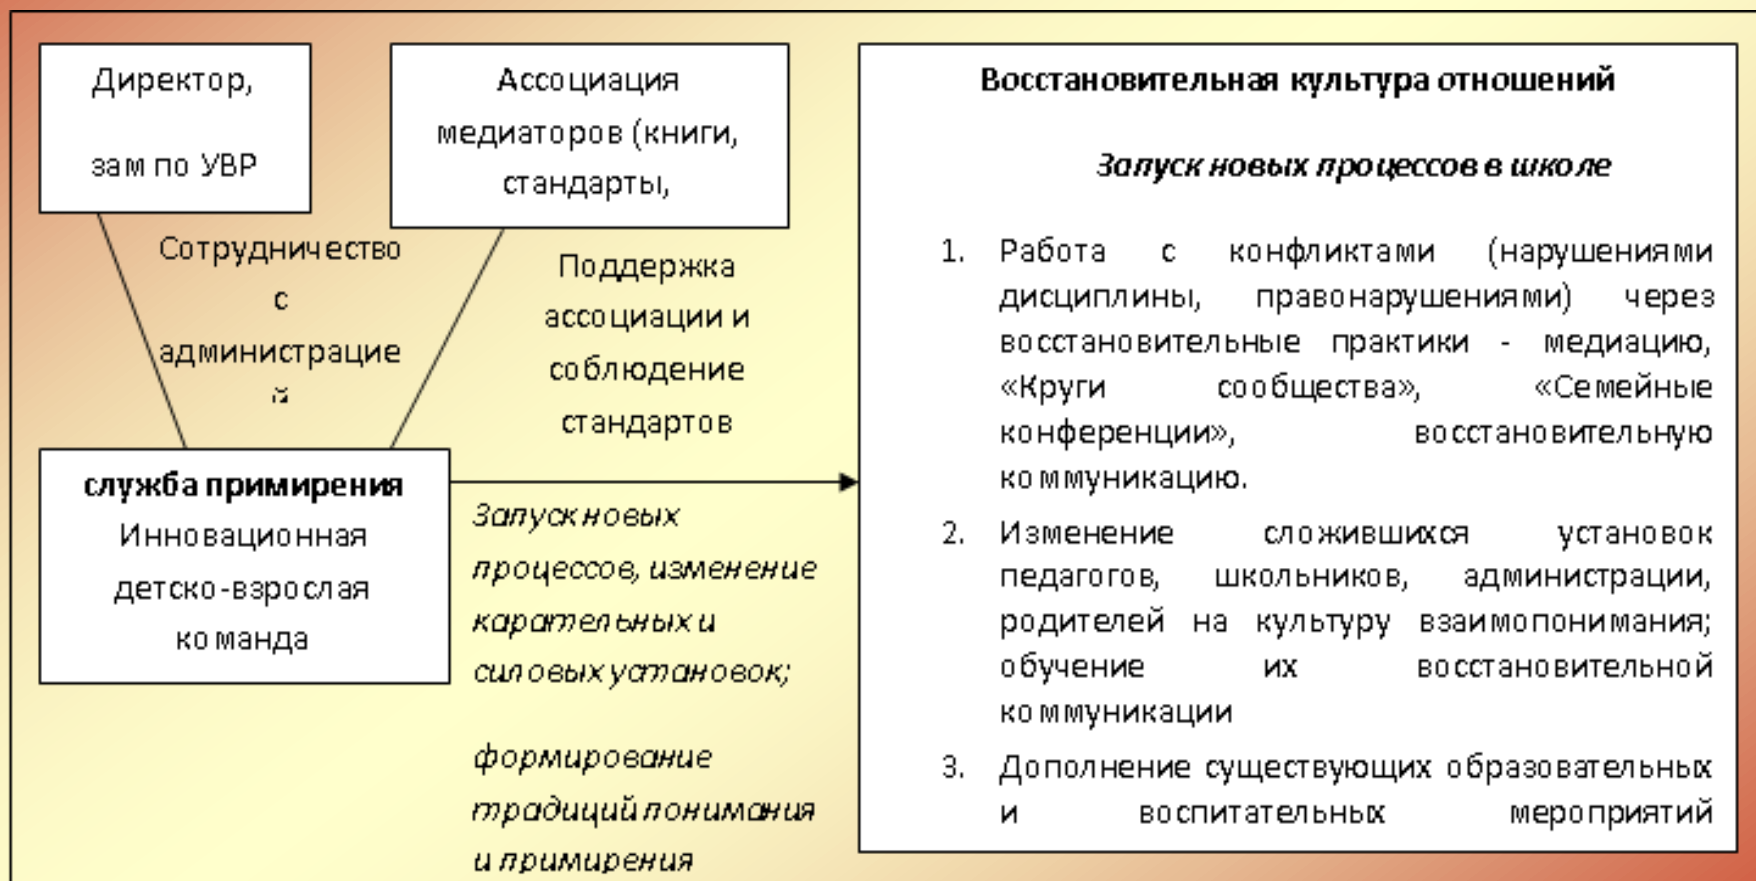 Директор,
зам по УВР
Ассоциация
медиаторов (книги,
стандарты,
Сотрудничество
с
администрацие
й
Поддержка
ассоциации и
соблюдение
стандартов
служба примирения
Инновационная
детско-взрослая
команда
Запуск новых
процессов, изменение
карательных и
силовых установок;
формирование
традиций понимания
и примирения
Восстановительная культура отношений
Запуск новых процессов в школе
1. Работа с конфликтами (нарушениями
дисциплины, правонарушениями) через
восстановительные практики - медиацию,
«Круги сообщества», «Семейные
конференции», восстановительную
коммуникацию.
2. Изменение сложившихся установок
педагогов, школьников, администрации,
родителей на культуру взаимопонимания;
обучение их восстановительной
коммуникации
3. Дополнение существующих образовательных
и воспитательных мероприятий